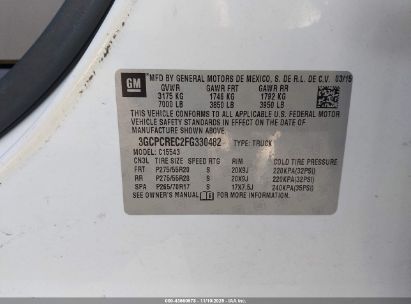 GM
MFD BY GENERAL MOTORS DE MEXICO, S. DE R.L. DE C.V. 03/15
GVWR GAWR FRT GAWR RR
3175 KG 1746 KG 1792 KG
7000 LB 3850 LB 3950 LB
THIS VEHICLE CONFORMS TO ALL APPLICABLE U.S. FEDERAL MOTOR
VEHICLE SAFETY AND THEFT PREVENTION STANDARDS IN EFFECT ON THE DATE OF
MANUFACTURE SHOWN ABOVE.
3GCPCREC2FG330482 TYPE: TRUCK
MODEL: C15543
CN3L TIRE SIZE SPEED RTG RIM COLD TIRE PRESSURE
FRT P275/55R20 S 20X9J 220KPA(32PSI)
RR P275/55R20 S 20X9J 220KPA(32PSI)
SPA P265/70R17 S 17X7.5J 240KPA(35PSI)
SEE OWNER'S MANUAL FOR MORE INFORMATION.